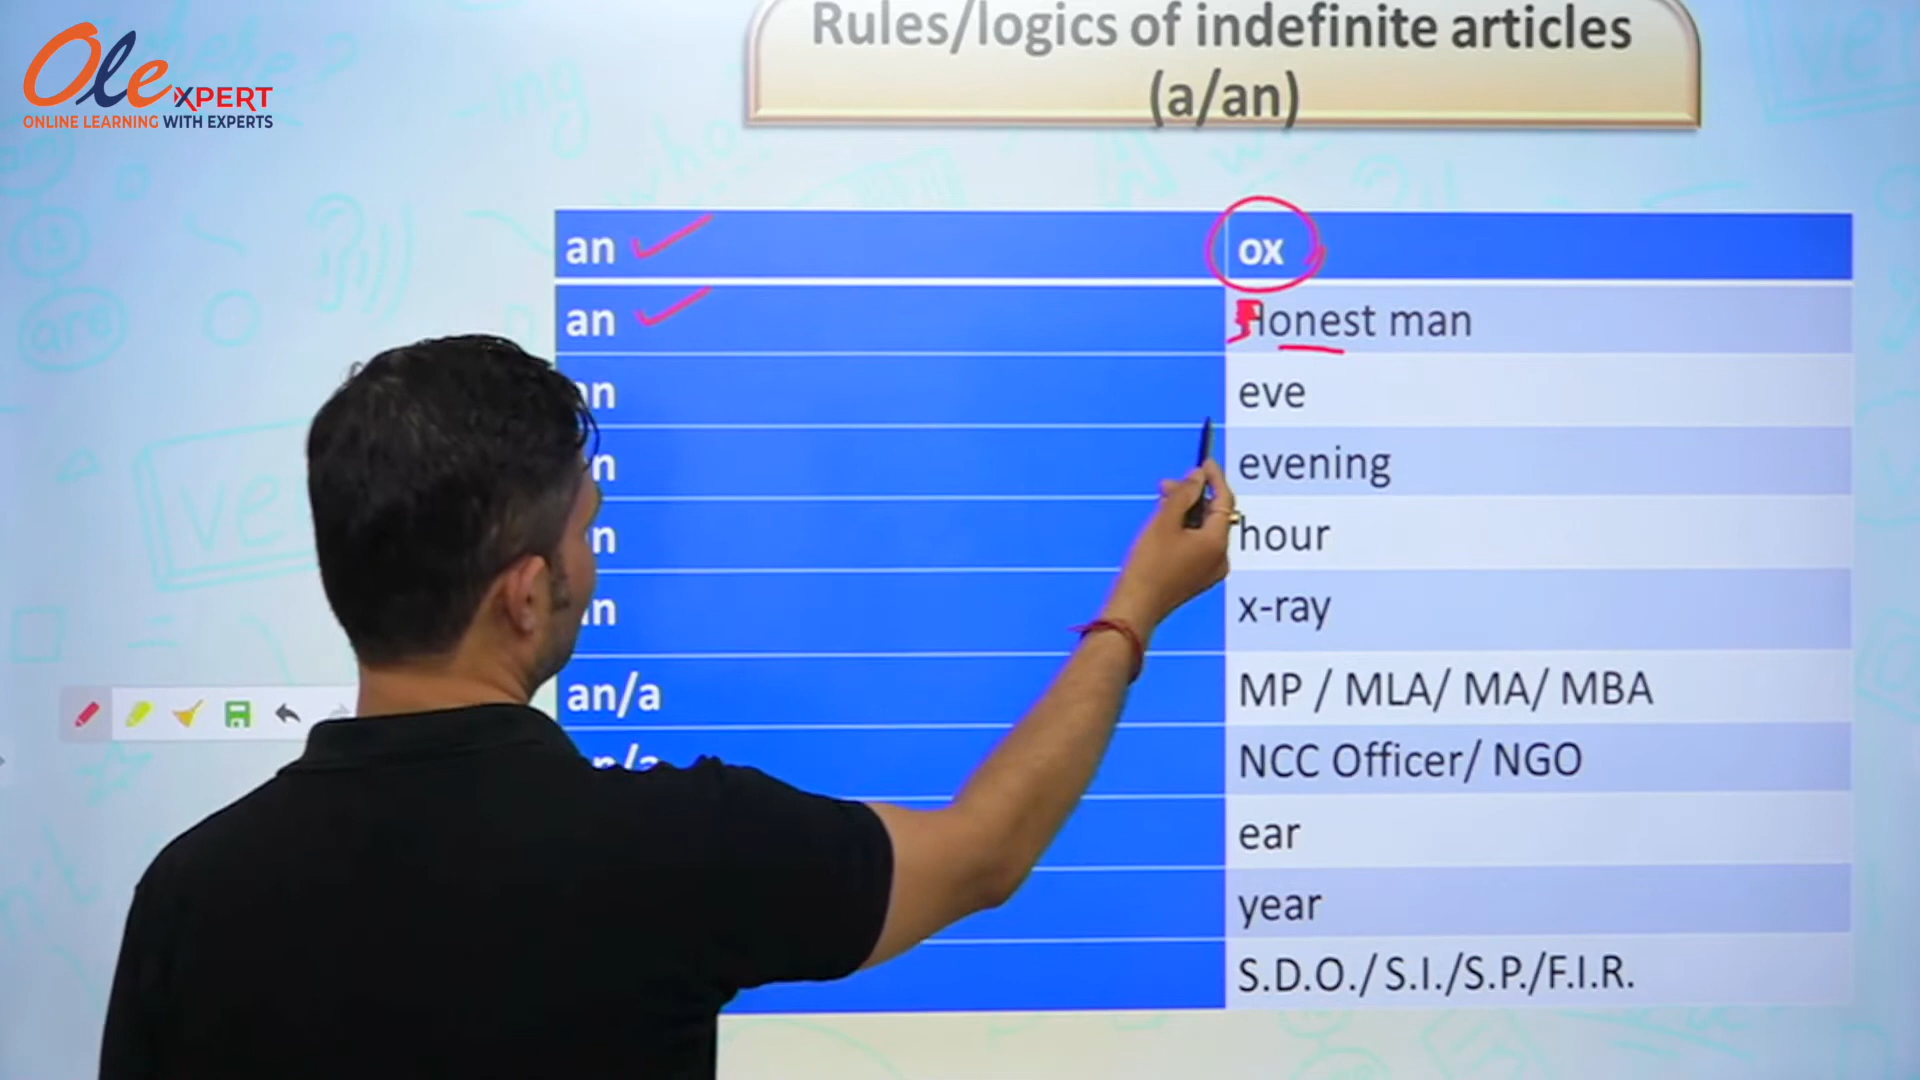 Ole XPERT
ONLINE LEARNING WITH EXPERTS
Rules/logics of indefinite articles
(a/an)
an ox
an Honest man
eve
evening
hour
x-ray
an/a MP / MLA/ MA/ MBA
an/a NCC Officer/ NGO
ear
year
S.D.O./ S.I./S.P./F.I.R.